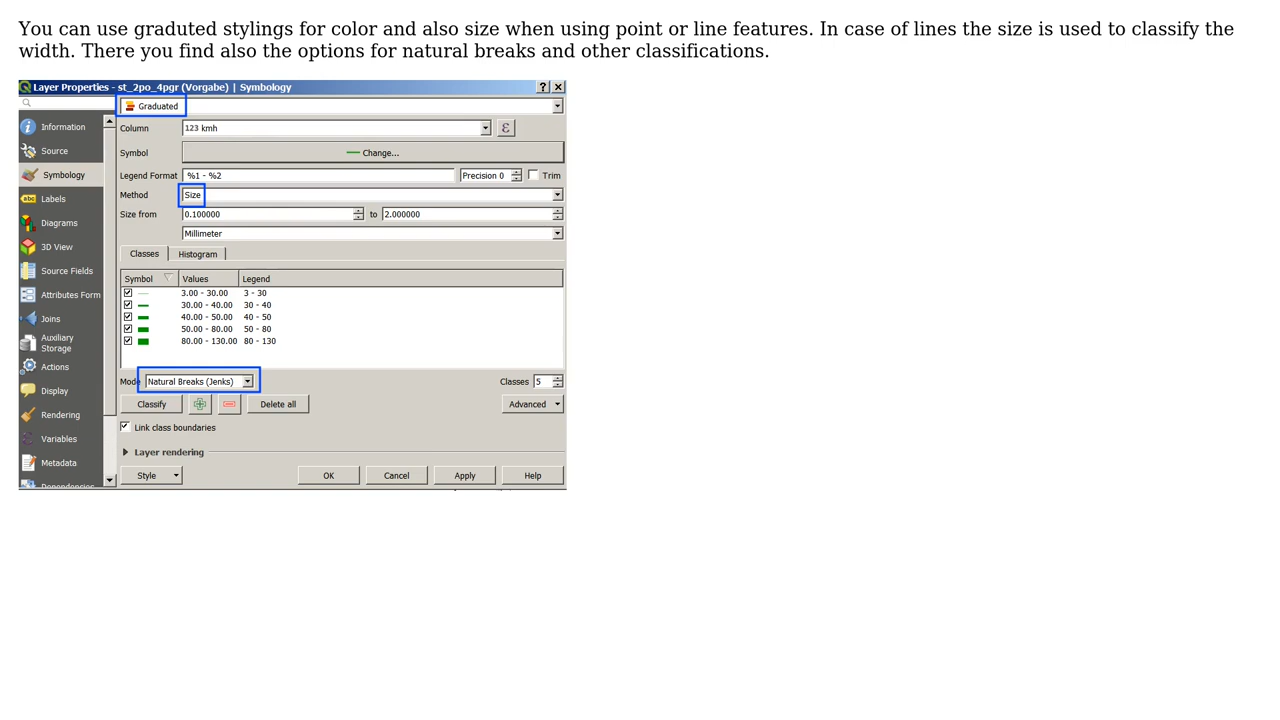 You can use graduted stylings for color and also size when using point or line features. In case of lines the size is used to classify the
width. There you find also the options for natural breaks and other classifications.
Layer Properties - st_2po_4pgr (Vorgabe) | Symbology
Graduated
Information
Source
Symbology
Labels
Diagrams
3D View
Source Fields
Attributes Form
Joins
Auxiliary
Storage
Actions
Display
Rendering
Variables
Metadata
Dependencies
Column 123 kmh ε
Symbol Change...
Legend Format %1 - %2 Precision 0 Trim
Method Size
Size from 0.100000 to 2.000000
Millimeter
Classes Histogram
Symbol Values Legend
3.00 - 30.00 3 - 30
30.00 - 40.00 30 - 40
40.00 - 50.00 40 - 50
50.00 - 80.00 50 - 80
80.00 - 130.00 80 - 130
Mode Natural Breaks (Jenks) Classes 5
Classify Delete all Advanced
Link class boundaries
Layer rendering
Style OK Cancel Apply Help